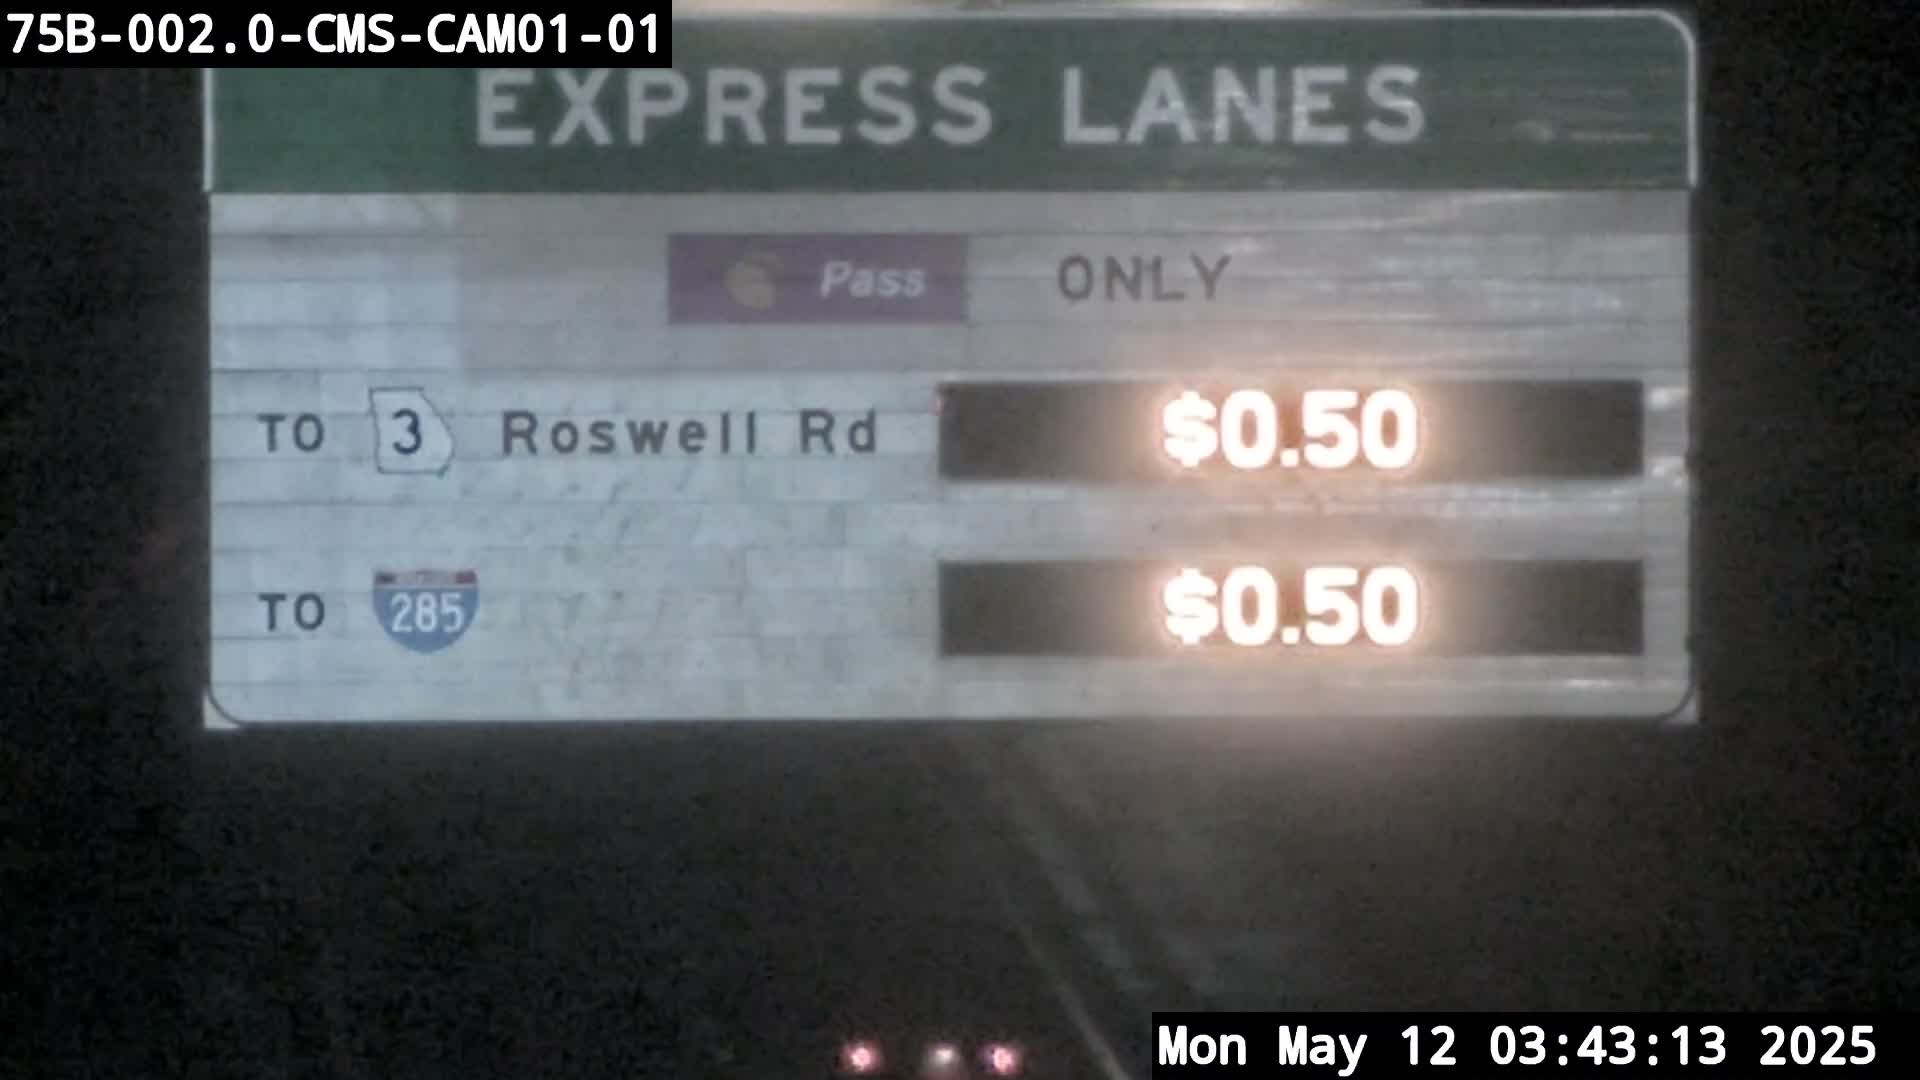 75B-002.0-CMS-CAM01-01
EXPRESS LANES
Pass ONLY
TO 3 Roswell Rd $0.50
TO 285 $0.50
Mon May 12 03:43:13 2025